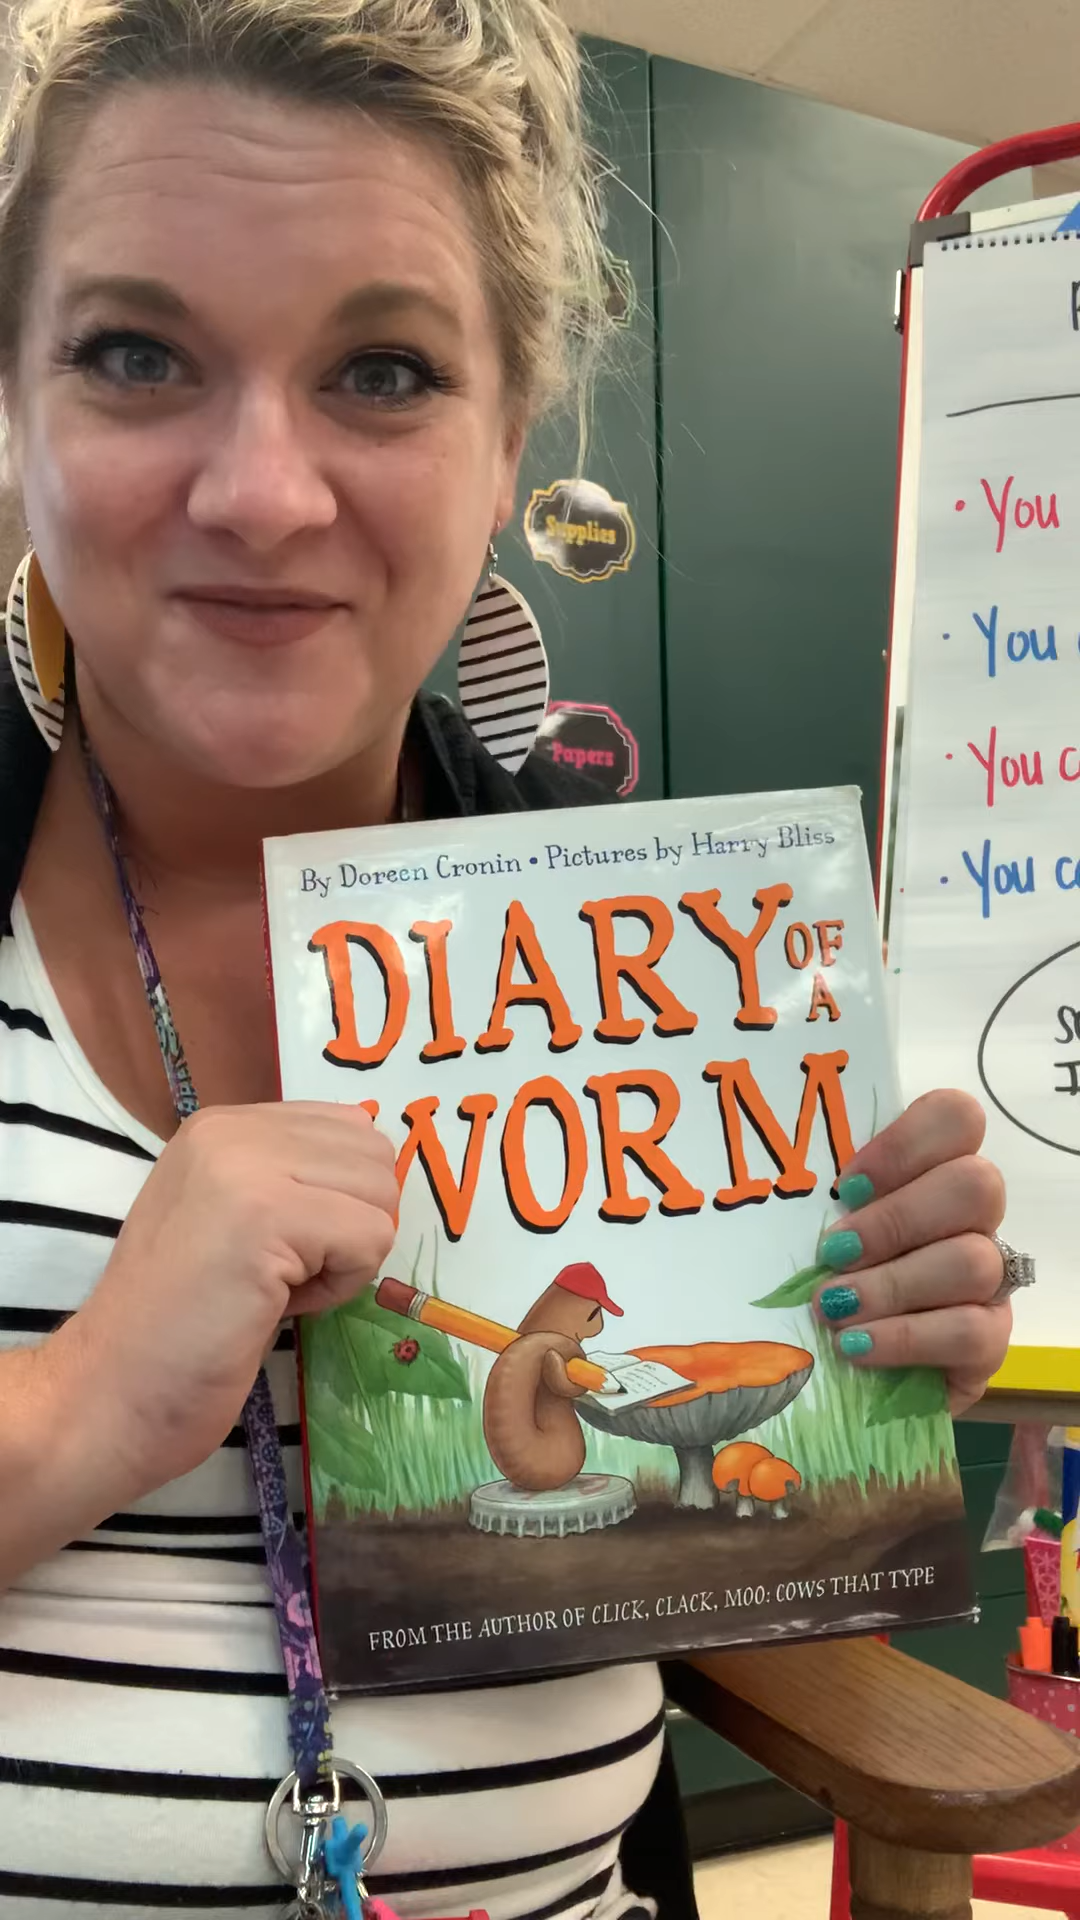 Supplies
Papers
By Doreen Cronin • Pictures by Harry Bliss
DIARY OF A
WORM
FROM THE AUTHOR OF CLICK, CLACK, MOO: COWS THAT TYPE
• You
• You
• You
• You